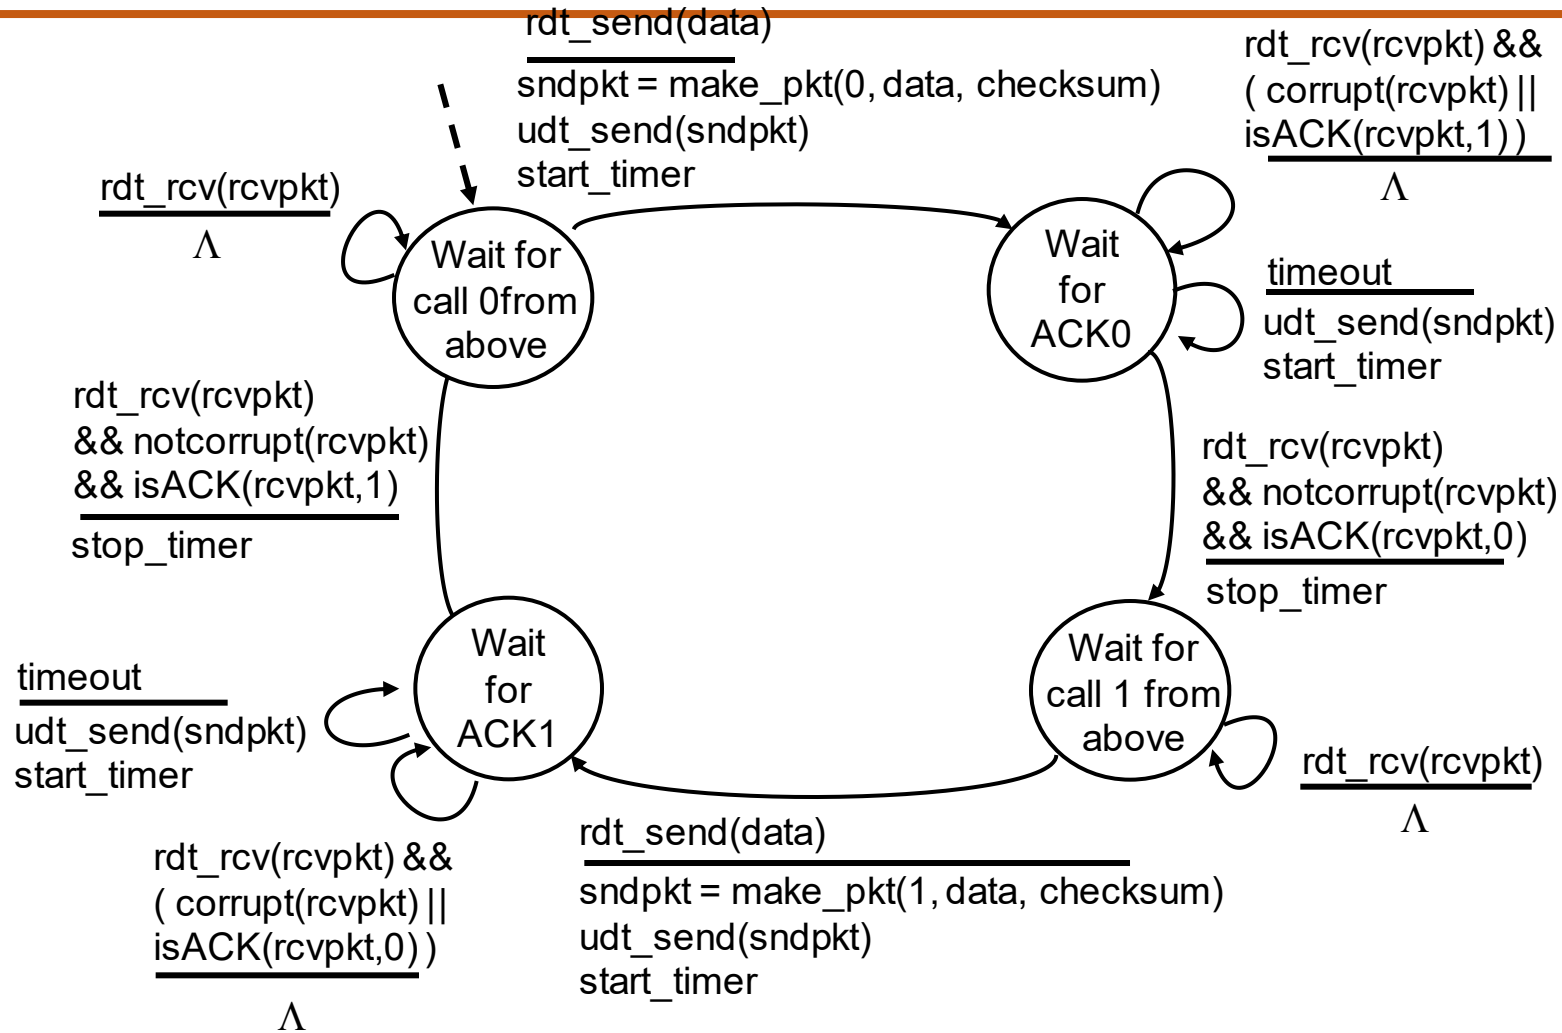 rdt_send(data)
sndpkt = make_pkt(0, data, checksum)
udt_send(sndpkt)
start_timer
rdt_rcv(rcvpkt) &&
( corrupt(rcvpkt) ||
isACK(rcvpkt,1) )
Λ
rdt_rcv(rcvpkt)
Λ
Wait for
call 0from
above
Wait
for
ACK0
timeout
udt_send(sndpkt)
start_timer
rdt_rcv(rcvpkt)
&& notcorrupt(rcvpkt)
&& isACK(rcvpkt,1)
stop_timer
rdt_rcv(rcvpkt)
&& notcorrupt(rcvpkt)
&& isACK(rcvpkt,0)
stop_timer
timeout
udt_send(sndpkt)
start_timer
Wait
for
ACK1
Wait for
call 1 from
above
rdt_rcv(rcvpkt)
Λ
rdt_rcv(rcvpkt) &&
( corrupt(rcvpkt) ||
isACK(rcvpkt,0) )
Λ
rdt_send(data)
sndpkt = make_pkt(1, data, checksum)
udt_send(sndpkt)
start_timer